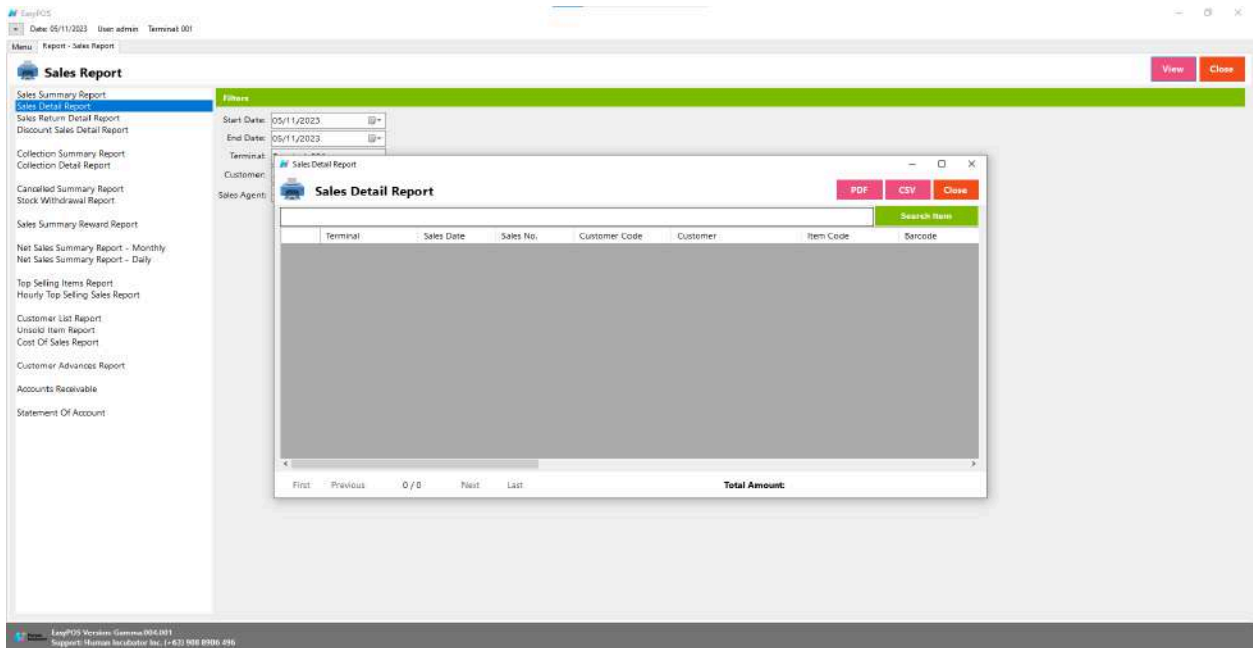 EasyPOS
Date: 05/11/2023 User: admin Terminal: 001
Menu Report - Sales Report
Sales Report
View Close
Sales Summary Report
Sales Detail Report
Sales Return Detail Report
Discount Sales Detail Report
Collection Summary Report
Collection Detail Report
Cancelled Summary Report
Stock Withdrawal Report
Sales Summary Reward Report
Net Sales Summary Report - Monthly
Net Sales Summary Report - Daily
Top Selling Items Report
Hourly Top Selling Sales Report
Customer List Report
Unsold Item Report
Cost Of Sales Report
Customer Advances Report
Accounts Receivable
Statement Of Account
Filters
Start Date: 05/11/2023
End Date: 05/11/2023
Terminal:
Customer:
Sales Agent:
Sales Detail Report
Sales Detail Report
PDF CSV Close
Search Item
Terminal Sales Date Sales No. Customer Code Customer Item Code Barcode
First Previous 0 / 0 Next Last Total Amount:
EasyPOS Version: Gamma.004.001
Support: Human Incubator Inc. (+63) 908 8906 496